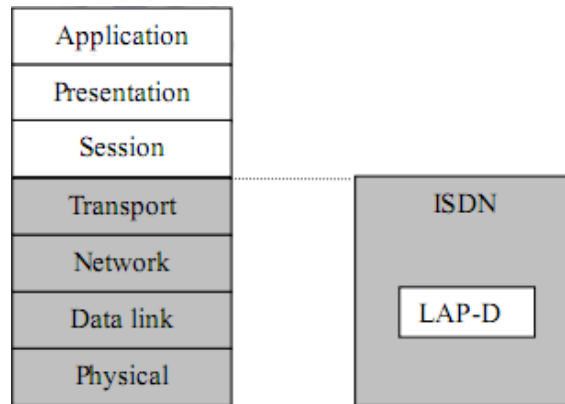 Application
Presentation
Session
Transport
Network
Data link
Physical
ISDN
LAP-D